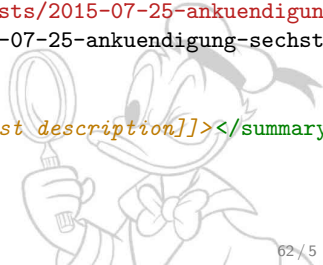 sts/2015-07-25-ankuendigun
-07-25-ankuendigung-sechst
st description]]></summary
62 / 5